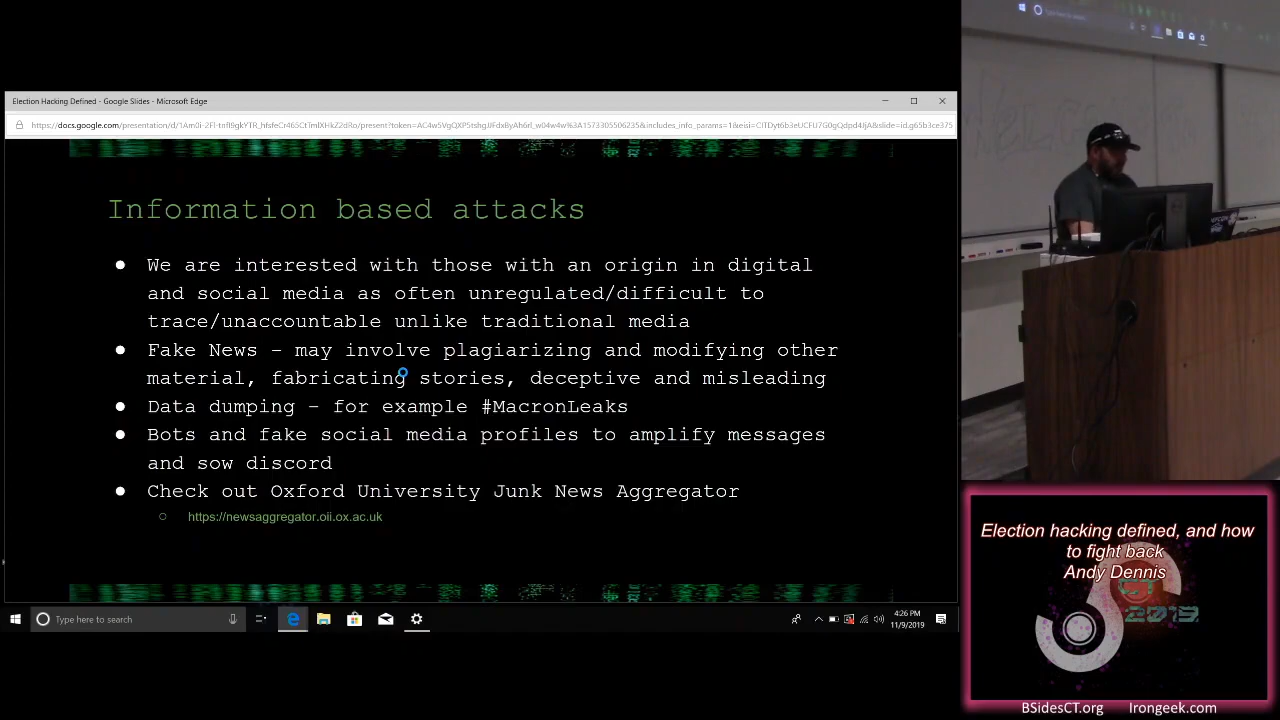 Election Hacking Defined - Google Slides - Microsoft Edge
Information based attacks
● We are interested with those with an origin in digital
and social media as often unregulated/difficult to
trace/unaccountable unlike traditional media
● Fake News – may involve plagiarizing and modifying other
material, fabricating stories, deceptive and misleading
● Data dumping – for example #MacronLeaks
● Bots and fake social media profiles to amplify messages
and sow discord
● Check out Oxford University Junk News Aggregator
○ https://newsaggregator.oii.ox.ac.uk
Type here to search
4:26 PM
11/9/2019
Election hacking defined, and how
to fight back
Andy Dennis
CT
2019
BSidesCT.org Irongeek.com